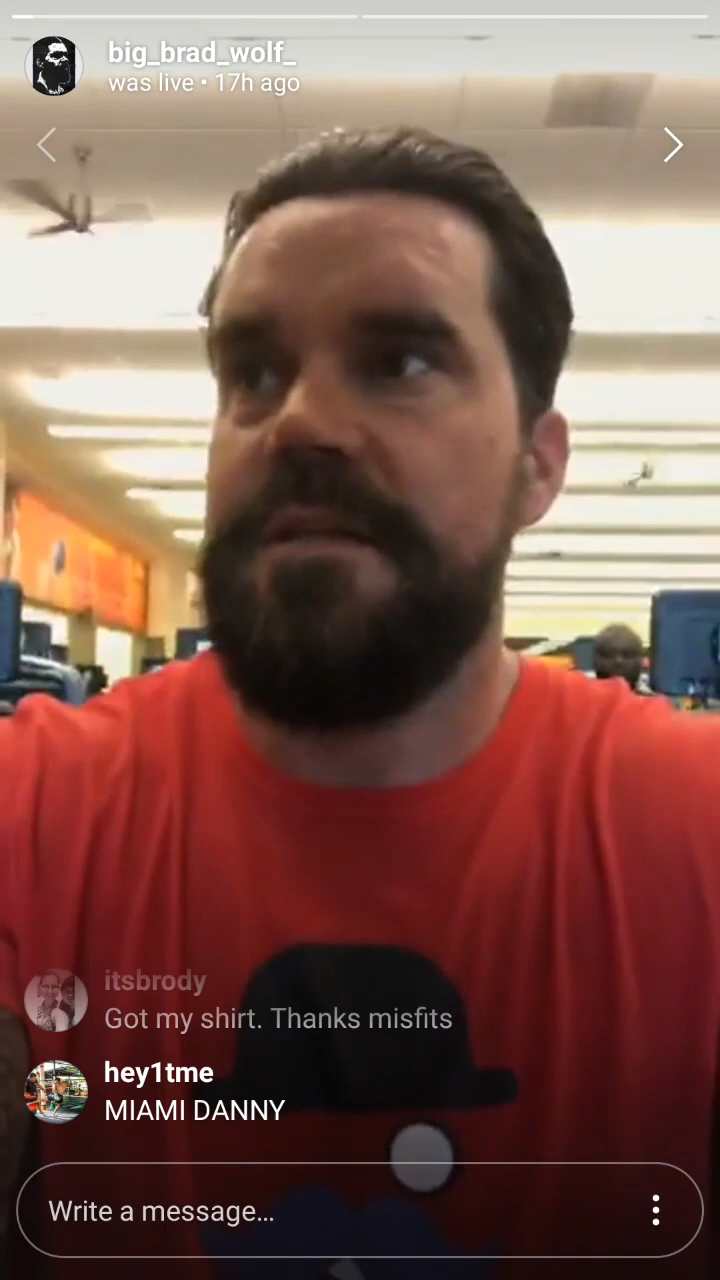 big_brad_wolf_
was live • 17h ago
itsbrody
Got my shirt. Thanks misfits
hey1tme
MIAMI DANNY
Write a message...